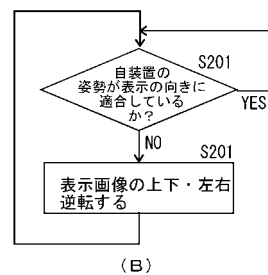 S201
自装置の
姿勢が表示の向きに
適合している
か？
YES
NO
S201
表示画像の上下・左右
逆転する
(B)